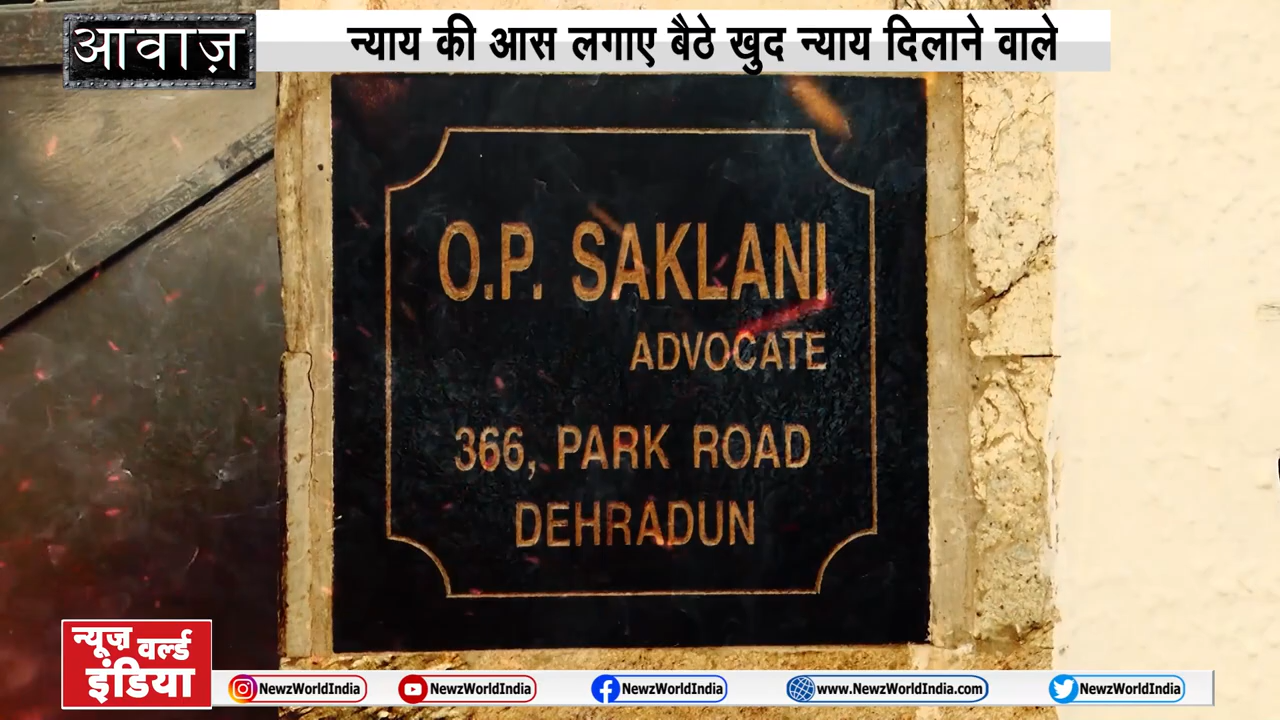 आवाज़
न्याय की आस लगाए बैठे खुद न्याय दिलाने वाले
O.P. SAKLANI
ADVOCATE
366, PARK ROAD
DEHRADUN
न्यूज़ वर्ल्ड
इंडिया
NewzWorldIndia
NewzWorldIndia
NewzWorldIndia
www.NewzWorldIndia.com
NewzWorldIndia